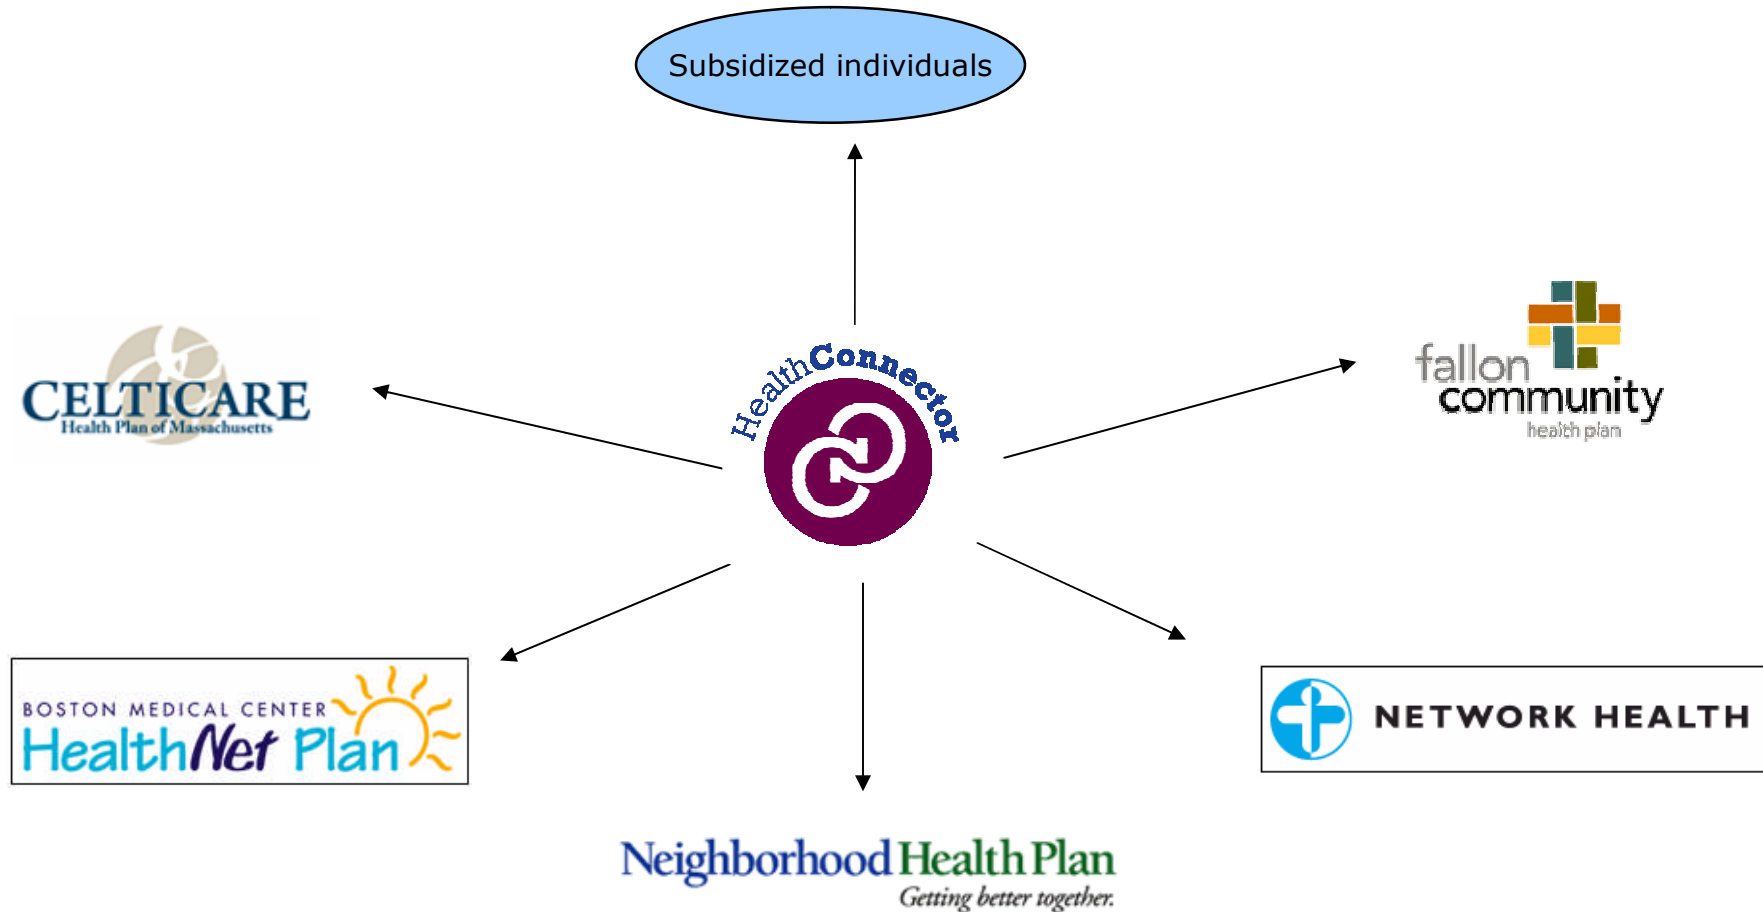 Subsidized individuals
HealthConnector
CELTICARE
Health Plan of Massachusetts
fallon
community
health plan
BOSTON MEDICAL CENTER
HealthNet Plan
NETWORK HEALTH
Neighborhood Health Plan
Getting better together.